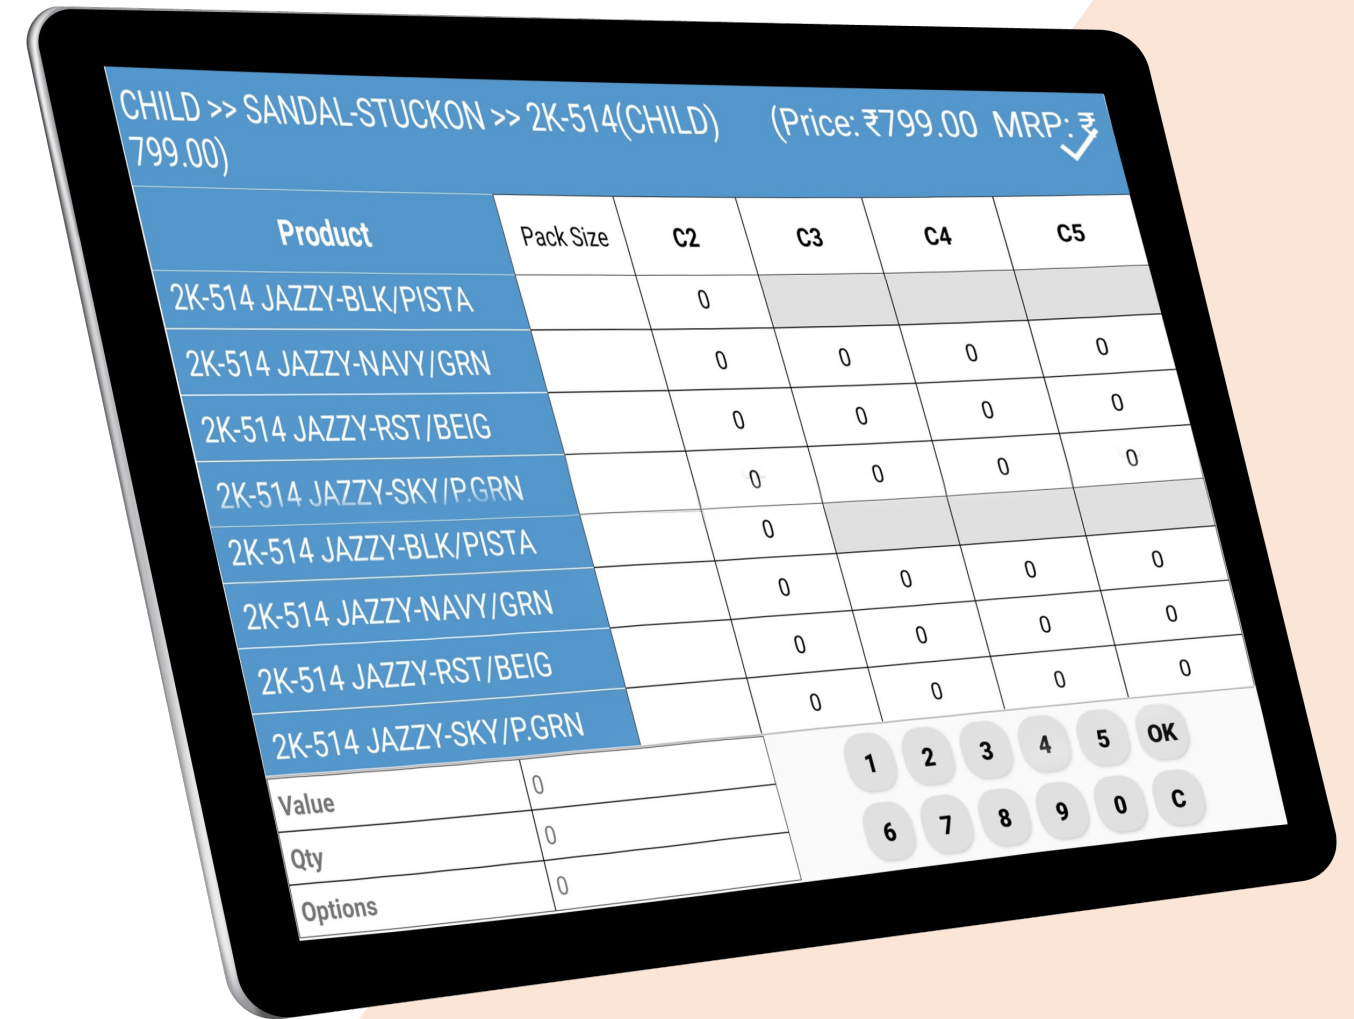 CHILD >> SANDAL-STUCKON >> 2K-514(CHILD) (Price: ₹799.00 MRP: ₹
799.00)
Product Pack Size C2 C3 C4 C5
2K-514 JAZZY-BLK/PISTA 0
2K-514 JAZZY-NAVY/GRN 0 0 0 0
2K-514 JAZZY-RST/BEIG 0 0 0 0
2K-514 JAZZY-SKY/P.GRN 0 0 0 0
2K-514 JAZZY-BLK/PISTA 0
2K-514 JAZZY-NAVY/GRN 0 0 0 0
2K-514 JAZZY-RST/BEIG 0 0 0 0
2K-514 JAZZY-SKY/P.GRN 0 0 0 0
Value 0
Qty 0
Options 0
1 2 3 4 5 OK
6 7 8 9 0 C